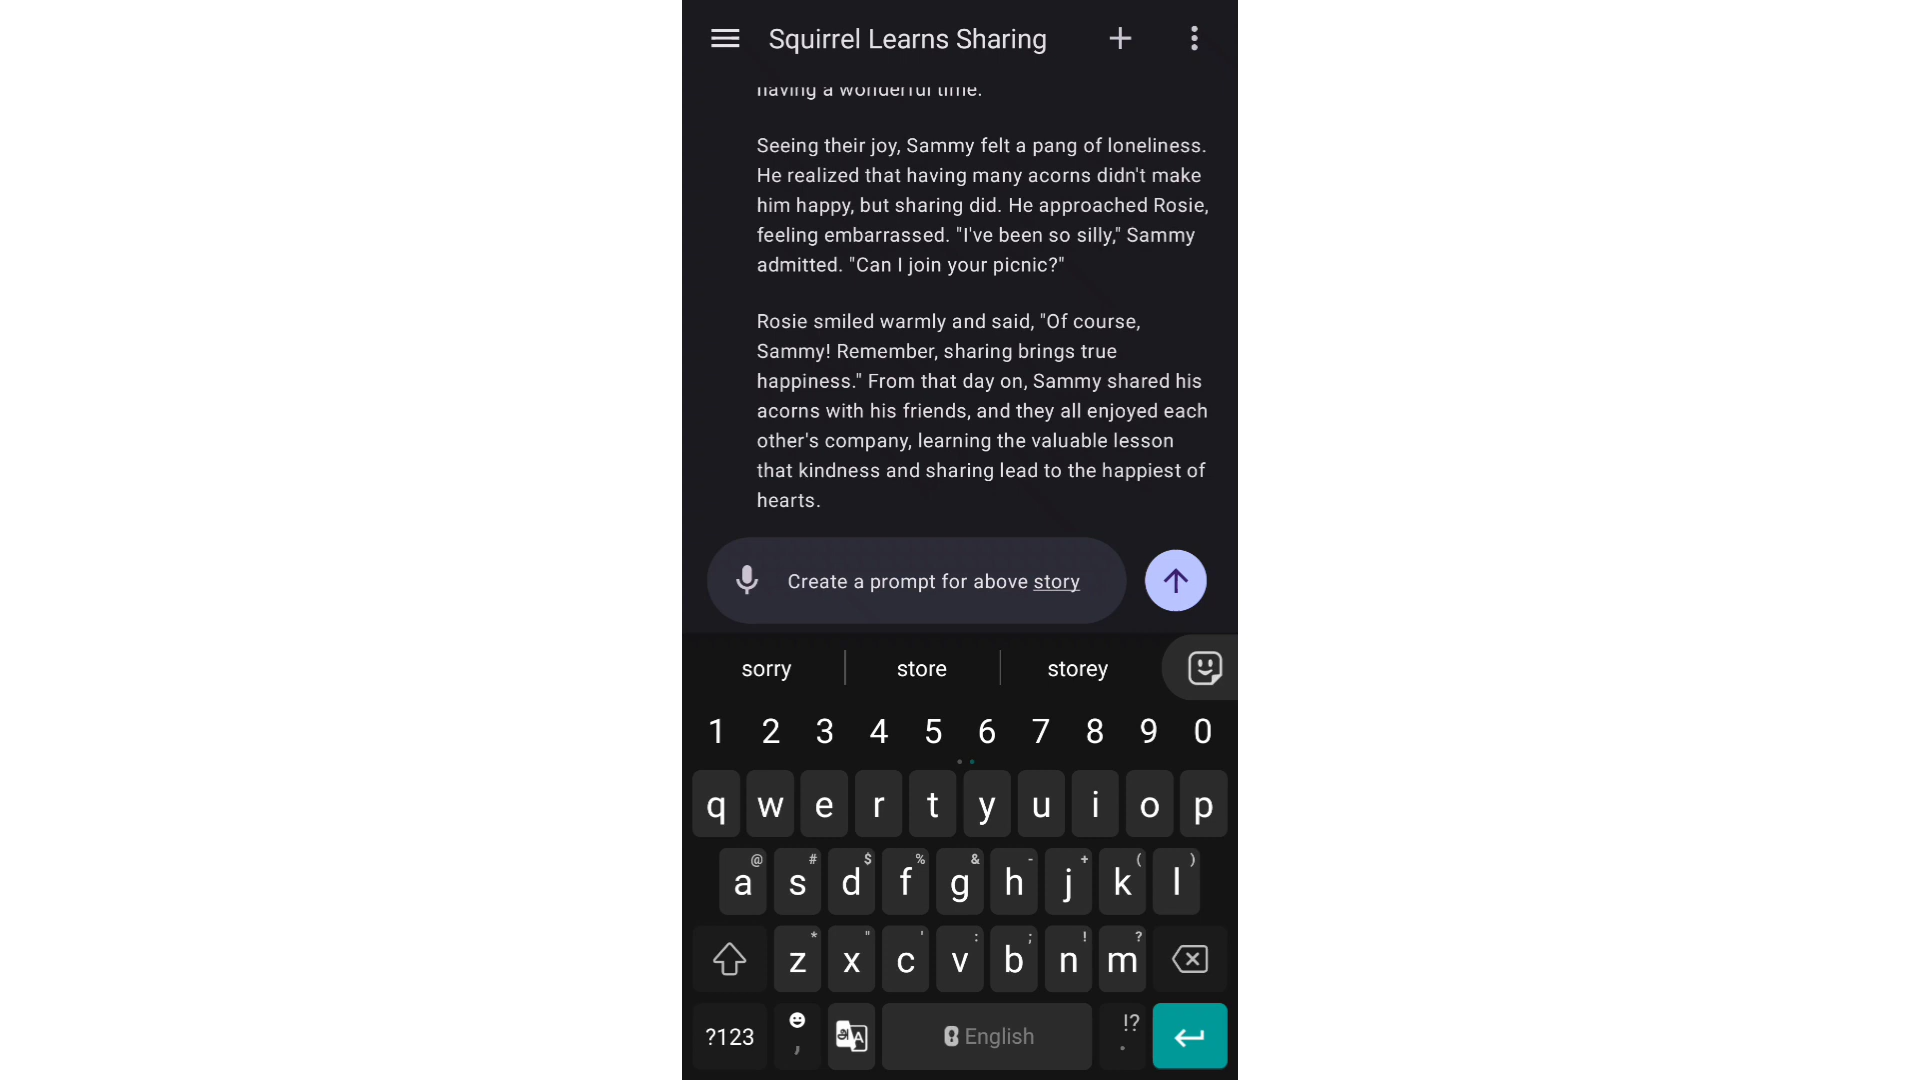 Squirrel Learns Sharing
having a wonderful time.
Seeing their joy, Sammy felt a pang of loneliness.
He realized that having many acorns didn't make
him happy, but sharing did. He approached Rosie,
feeling embarrassed. "I've been so silly," Sammy
admitted. "Can I join your picnic?"
Rosie smiled warmly and said, "Of course,
Sammy! Remember, sharing brings true
happiness." From that day on, Sammy shared his
acorns with his friends, and they all enjoyed each
other's company, learning the valuable lesson
that kindness and sharing lead to the happiest of
hearts.
Create a prompt for above story
sorry store storey
1 2 3 4 5 6 7 8 9 0
q w e r t y u i o p
@ # $ % & - + ( )
a s d f g h j k l
* " ' : ; ! ?
z x c v b n m
?123 , English !? .